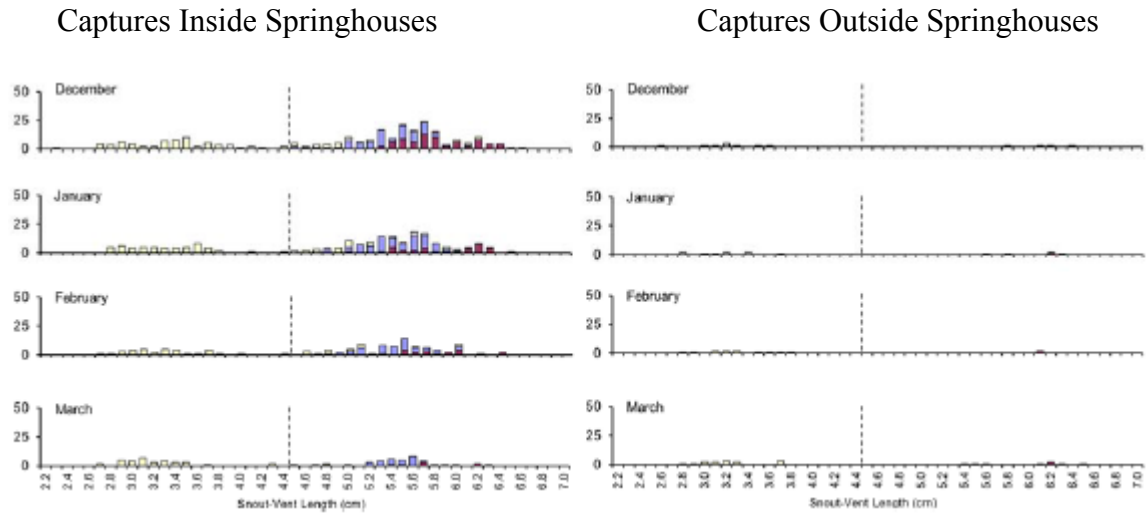 Captures Inside Springhouses Captures Outside Springhouses
50 December 50 December
25 25
0 0
50 January 50 January
25 25
0 0
50 February 50 February
25 25
0 0
50 March 50 March
25 25
0 0
2.2 2.4 2.6 2.8 3.0 3.2 3.4 3.6 3.8 4.0 4.2 4.4 4.6 4.8 5.0 5.2 5.4 5.6 5.8 6.0 6.2 6.4 6.6 6.8 7.0 2.2 2.4 2.6 2.8 3.0 3.2 3.4 3.6 3.8 4.0 4.2 4.4 4.6 4.8 5.0 5.2 5.4 5.6 5.8 6.0 6.2 6.4 6.6 6.8 7.0
Snout-Vent Length (cm) Snout-Vent Length (cm)